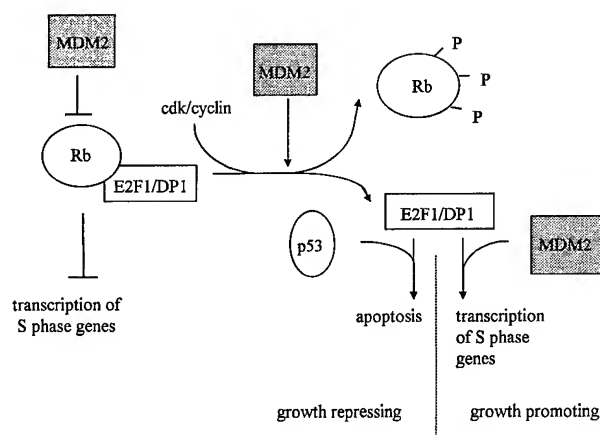 MDM2
MDM2
P
P
P
Rb
cdk/cyclin
Rb
E2F1/DP1
E2F1/DP1
p53
MDM2
transcription of
S phase genes
apoptosis
transcription
of S phase
genes
growth repressing
growth promoting